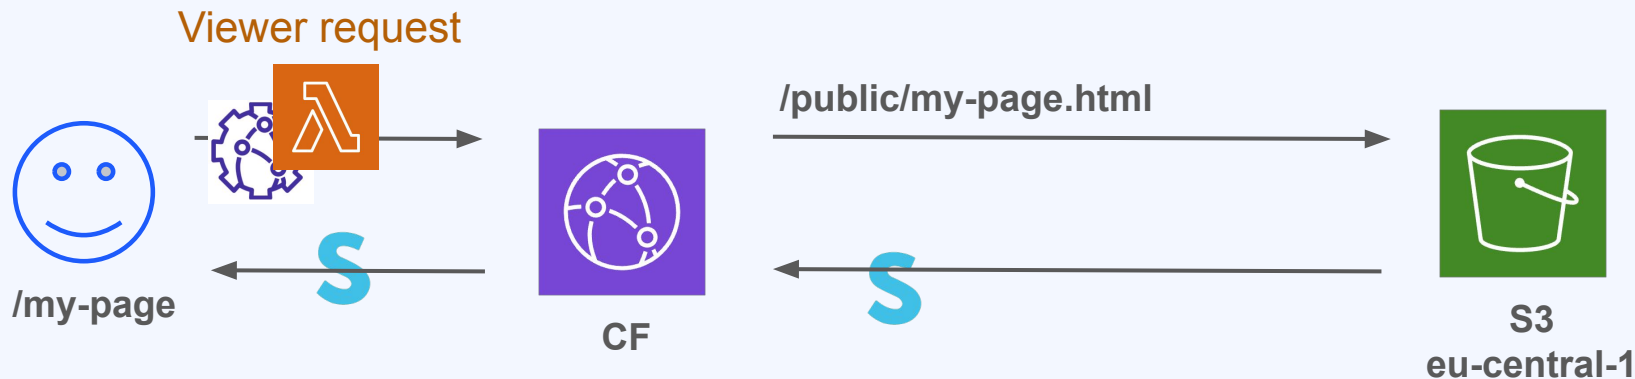 Viewer request
/public/my-page.html
/my-page
S
S
CF
S3
eu-central-1